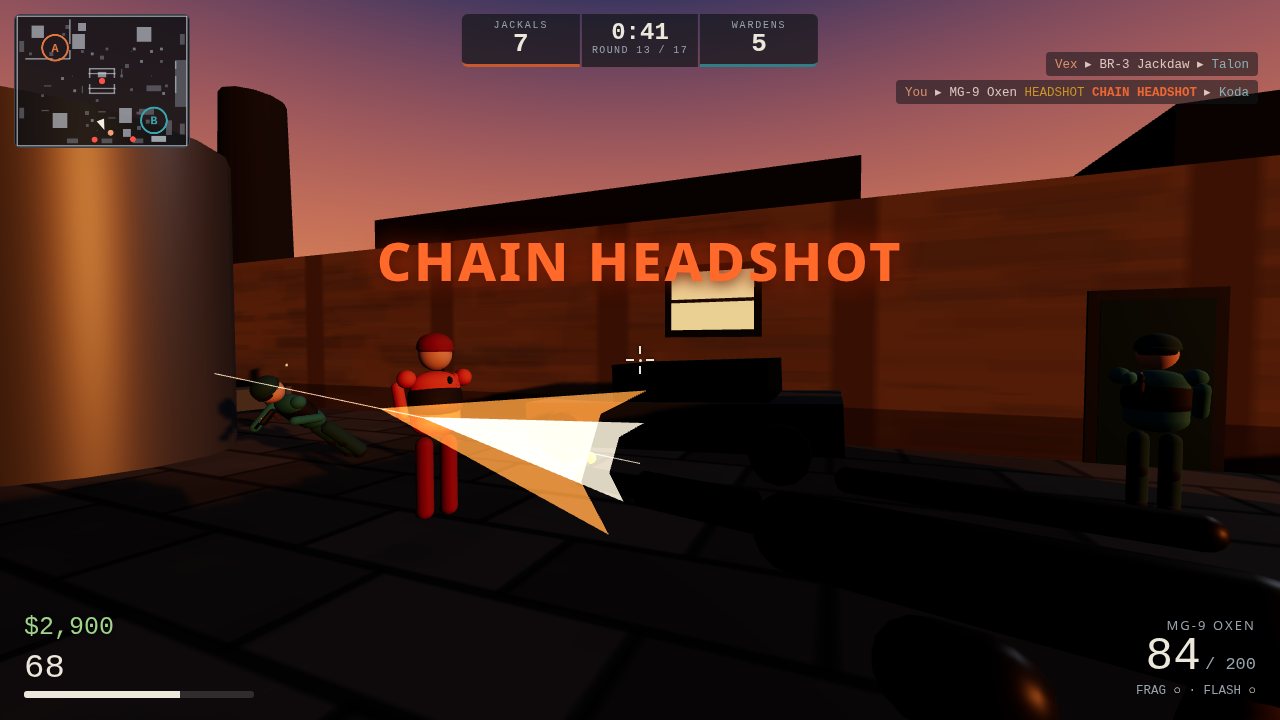 A
B
JACKALS
7
0:41
ROUND 13 / 17
WARDENS
5
Vex ▶ BR-3 Jackdaw ▶ Talon
You ▶ MG-9 Oxen HEADSHOT CHAIN HEADSHOT ▶ Koda
CHAIN HEADSHOT
$2,900
68
MG-9 OXEN
84 / 200
FRAG ○ · FLASH ○